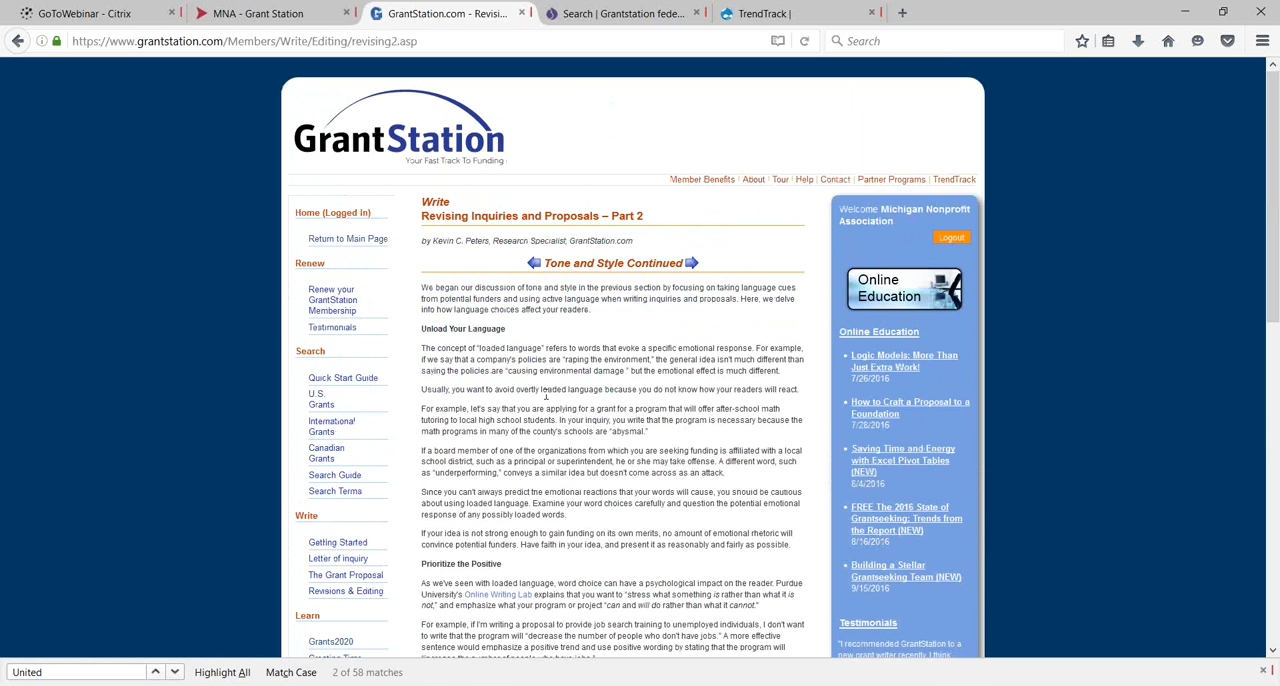 GoToWebinar - Citrix
MNA - Grant Station
GrantStation.com - Revisi...
Search | Grantstation fede...
TrendTrack |
https://www.grantstation.com/Members/Write/Editing/revising2.asp
Search
GrantStation
Your Fast Track To Funding
Member Benefits | About | Tour | Help | Contact | Partner Programs | TrendTrack
Home (Logged In)
Return to Main Page
Renew
Renew your
GrantStation
Membership
Testimonials
Search
Quick Start Guide
U.S.
Grants
International
Grants
Canadian
Grants
Search Guide
Search Terms
Write
Getting Started
Letter of Inquiry
The Grant Proposal
Revisions & Editing
Learn
Grants2020
Write
Revising Inquiries and Proposals – Part 2
by Kevin C. Peters, Research Specialist, GrantStation.com
Tone and Style Continued
We began our discussion of tone and style in the previous section by focusing on taking language cues
from potential funders and using active language when writing inquiries and proposals. Here, we delve
into how language choices affect your readers.
Unload Your Language
The concept of “loaded language” refers to words that evoke a specific emotional response. For example,
if we say that a company's policies are “raping the environment,” the general idea isn't much different than
saying the policies are “causing environmental damage ” but the emotional effect is much different.
Usually, you want to avoid overtly loaded language because you do not know how your readers will react.
For example, let's say that you are applying for a grant for a program that will offer after-school math
tutoring to local high school students. In your inquiry, you write that the program is necessary because the
math programs in many of the county's schools are “abysmal.”
If a board member of one of the organizations from which you are seeking funding is affiliated with a local
school district, such as a principal or superintendent, he or she may take offense. A different word, such
as “underperforming,” conveys a similar idea but doesn't come across as an attack.
Since you can't always predict the emotional reactions that your words will cause, you should be cautious
about using loaded language. Examine your word choices carefully and question the potential emotional
response of any possibly loaded words.
If your idea is not strong enough to gain funding on its own merits, no amount of emotional rhetoric will
convince potential funders. Have faith in your idea, and present it as reasonably and fairly as possible.
Prioritize the Positive
As we've seen with loaded language, word choice can have a psychological impact on the reader. Purdue
University's Online Writing Lab explains that you want to “stress what something is rather than what it is
not,” and emphasize what your program or project “can and will do rather than what it cannot.”
For example, if I'm writing a proposal to provide job search training to unemployed individuals, I don't want
to write that the program will “decrease the number of people who don't have jobs.” A more effective
sentence would emphasize a positive trend and use positive wording by stating that the program will
Welcome Michigan Nonprofit
Association
Logout
Online
Education
Online Education
• Logic Models: More Than
Just Extra Work!
7/26/2016
• How to Craft a Proposal to a
Foundation
7/28/2016
• Saving Time and Energy
with Excel Pivot Tables
(NEW)
8/4/2016
• FREE The 2016 State of
Grantseeking: Trends from
the Report (NEW)
8/16/2016
• Building a Stellar
Grantseeking Team (NEW)
9/15/2016
Testimonials
"I recommended GrantStation to a
new grant writer recently. I think
United
Highlight All
Match Case
2 of 58 matches